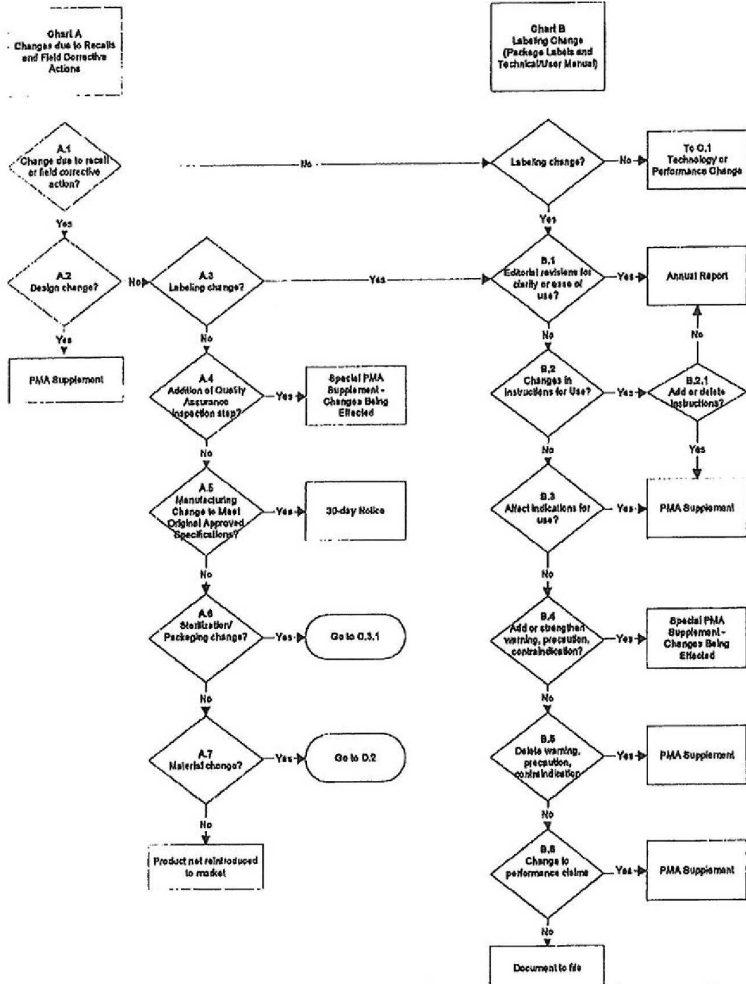 Chart A
Changes due to Recalls
and Field Corrective
Actions
Chart B
Labeling Change
(Package Labels and
Technical/User Manual)
A.1
Change due to recall
or field corrective
action?
No
Labeling change?
No
To C.1
Technology or
Performance Change
Yes
Yes
A.2
Design change?
No
A.3
Labeling change?
Yes
B.1
Editorial revisions for
clarity or ease of
use?
Yes
Annual Report
Yes
No
No
No
PMA Supplement
A.4
Addition of Quality
Assurance
Inspection step?
Yes
Special PMA
Supplement -
Changes Being
Effected
B.2
Changes in
Instructions for Use?
Yes
B.2.1
Add or delete
Instructions?
No
No
Yes
A.5
Manufacturing
Change to Meet
Original Approved
Specifications?
Yes
30-day Notice
B.3
Affect indications for
use?
Yes
PMA Supplement
No
No
A.6
Sterilization/
Packaging change?
Yes
Go to C.3.1
B.4
Add or strengthen
warning, precaution,
contraindication?
Yes
Special PMA
Supplement -
Changes Being
Effected
No
No
A.7
Material change?
Yes
Go to D.2
B.5
Delete warning,
precaution,
contraindication
Yes
PMA Supplement
No
No
Product not reintroduced
to market
B.6
Change to
performance claims
Yes
PMA Supplement
No
Document to file